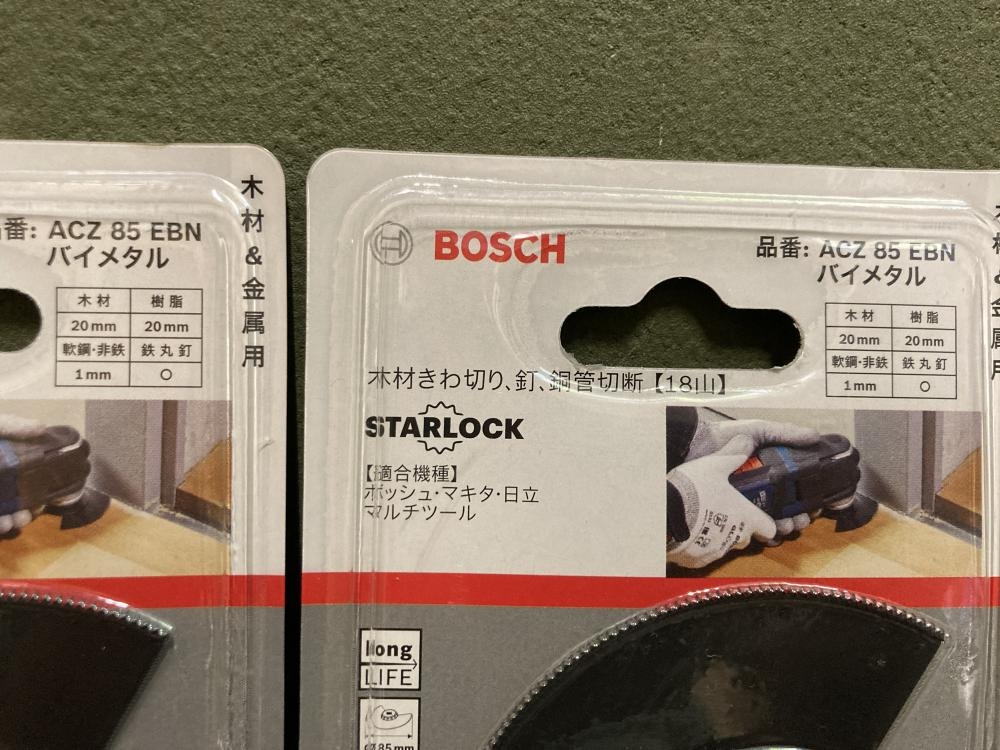 品番: ACZ 85 EBN
バイメタル
木材 樹脂
20mm 20mm
軟鋼・非鉄 鉄丸釘
1mm ○
木材&金属用
BOSCH
品番: ACZ 85 EBN
バイメタル
木材 樹脂
20mm 20mm
軟鋼・非鉄 鉄丸釘
1mm ○
木材きわ切り、釘、銅管切断【18山】
STARLOCK
【適合機種】
ボッシュ・マキタ・日立
マルチツール
long
LIFE
85mm